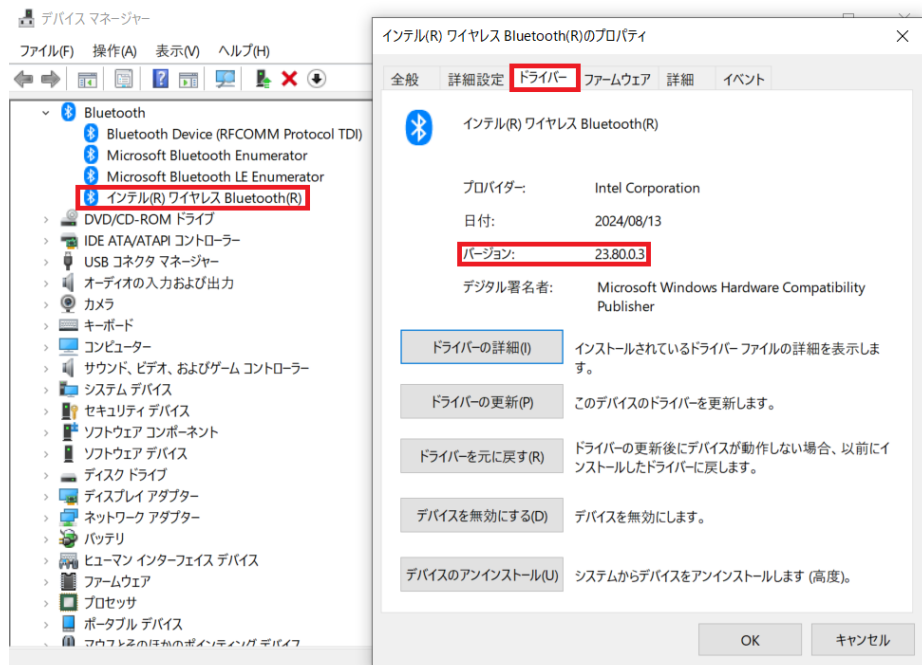 デバイス マネージャー
ファイル(F) 操作(A) 表示(V) ヘルプ(H)
Bluetooth
Bluetooth Device (RFCOMM Protocol TDI)
Microsoft Bluetooth Enumerator
Microsoft Bluetooth LE Enumerator
インテル(R) ワイヤレス Bluetooth(R)
DVD/CD-ROM ドライブ
IDE ATA/ATAPI コントローラー
USB コネクタ マネージャー
オーディオの入力および出力
カメラ
キーボード
コンピューター
サウンド、ビデオ、およびゲーム コントローラー
システム デバイス
セキュリティ デバイス
ソフトウェア コンポーネント
ソフトウェア デバイス
ディスク ドライブ
ディスプレイ アダプター
ネットワーク アダプター
バッテリ
ヒューマン インターフェイス デバイス
ファームウェア
プロセッサ
ポータブル デバイス
マウスとそのほかのポインティング デバイス
インテル(R) ワイヤレス Bluetooth(R)のプロパティ
全般 詳細設定 ドライバー ファームウェア 詳細 イベント
インテル(R) ワイヤレス Bluetooth(R)
プロバイダー: Intel Corporation
日付: 2024/08/13
バージョン: 23.80.0.3
デジタル署名者: Microsoft Windows Hardware Compatibility
Publisher
ドライバーの詳細(I) インストールされているドライバー ファイルの詳細を表示しま
す。
ドライバーの更新(P) このデバイスのドライバーを更新します。
ドライバーを元に戻す(R) ドライバーの更新後にデバイスが動作しない場合、以前にイ
ンストールしたドライバーに戻します。
デバイスを無効にする(D) デバイスを無効にします。
デバイスのアンインストール(U) システムからデバイスをアンインストールします (高度)。
OK キャンセル